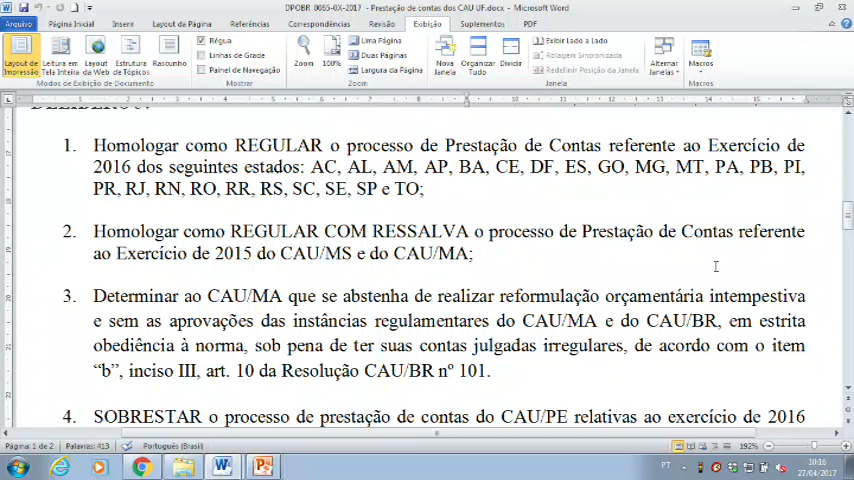 DPOBR_0065-0X-2017 - Prestação de contas dos CAU UF.docx - Microsoft Word
Arquivo Página Inicial Inserir Layout da Página Referências Correspondências Revisão Exibição Suplementos PDF
Layout de Impressão
Leitura em Tela Inteira
Layout da Web
Estrutura de Tópicos
Rascunho
Modos de Exibição de Documento
Régua
Linhas de Grade
Painel de Navegação
Mostrar
Zoom
100%
Uma Página
Duas Páginas
Largura da Página
Zoom
Nova Janela
Organizar Tudo
Dividir
Exibir Lado a Lado
Rolagem Sincronizada
Redefinir Posição da Janela
Janela
Alternar Janelas
Macros
Macros
1. Homologar como REGULAR o processo de Prestação de Contas referente ao Exercício de
2016 dos seguintes estados: AC, AL, AM, AP, BA, CE, DF, ES, GO, MG, MT, PA, PB, PI,
PR, RJ, RN, RO, RR, RS, SC, SE, SP e TO;
2. Homologar como REGULAR COM RESSALVA o processo de Prestação de Contas referente
ao Exercício de 2015 do CAU/MS e do CAU/MA;
3. Determinar ao CAU/MA que se abstenha de realizar reformulação orçamentária intempestiva
e sem as aprovações das instâncias regulamentares do CAU/MA e do CAU/BR, em estrita
obediência à norma, sob pena de ter suas contas julgadas irregulares, de acordo com o item
“b”, inciso III, art. 10 da Resolução CAU/BR nº 101.
4. SOBRESTAR o processo de prestação de contas do CAU/PE relativas ao exercício de 2016
Página: 1 de 2 Palavras: 413 Português (Brasil) 192%
PT 10:16
27/04/2017